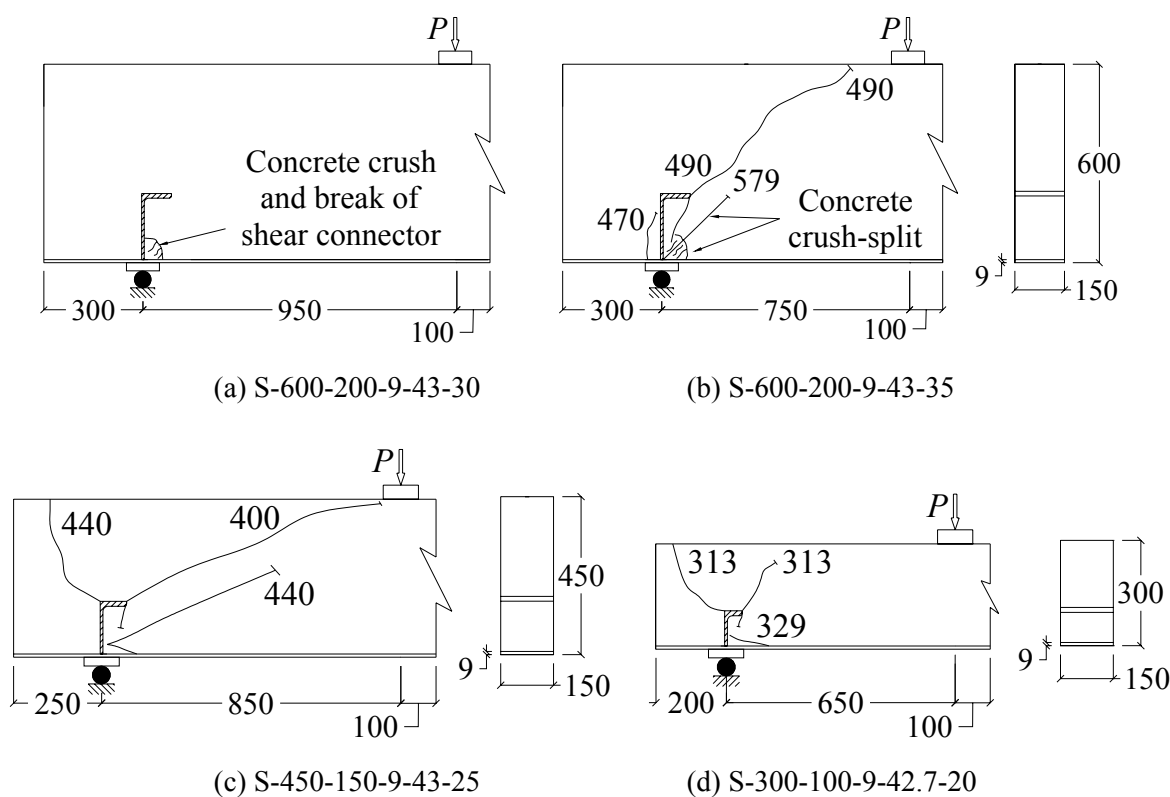 P
Concrete crush
and break of
shear connector
300
950
100
(a) S-600-200-9-43-30
P
490
490
579
470
Concrete
crush-split
300
750
100
600
9
150
(b) S-600-200-9-43-35
P
440
400
440
250
850
100
450
9
150
(c) S-450-150-9-43-25
P
313
313
329
200
650
100
300
9
150
(d) S-300-100-9-42.7-20